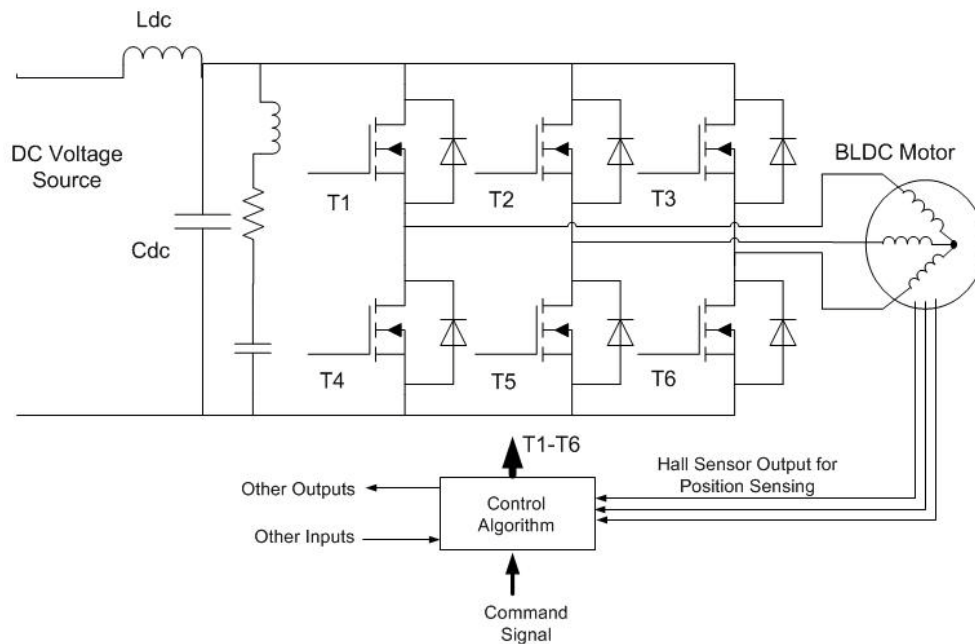 Ldc
DC Voltage
Source
Cdc
T1
T2
T3
BLDC Motor
T4
T5
T6
T1-T6
Hall Sensor Output for
Position Sensing
Other Outputs
Control
Algorithm
Other Inputs
Command
Signal